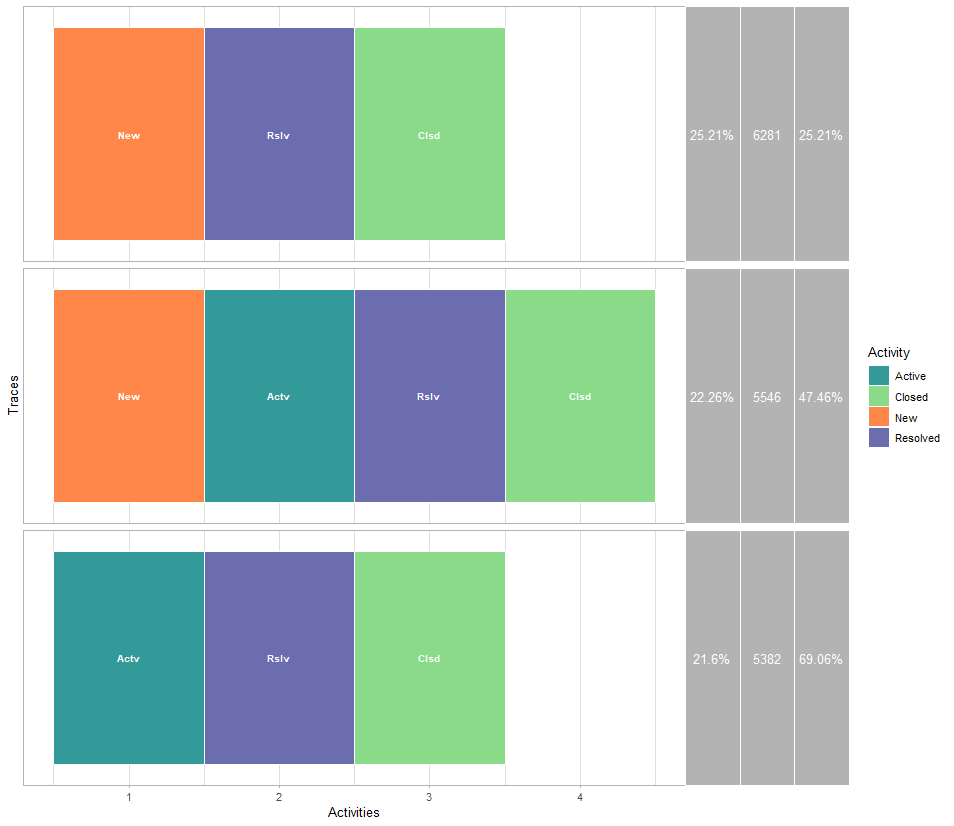 New Rslv Clsd 25.21% 6281 25.21%
New Actv Rslv Clsd 22.26% 5546 47.46%
Actv Rslv Clsd 21.6% 5382 69.06%
Traces
1 2 3 4
Activities
Activity
Active
Closed
New
Resolved